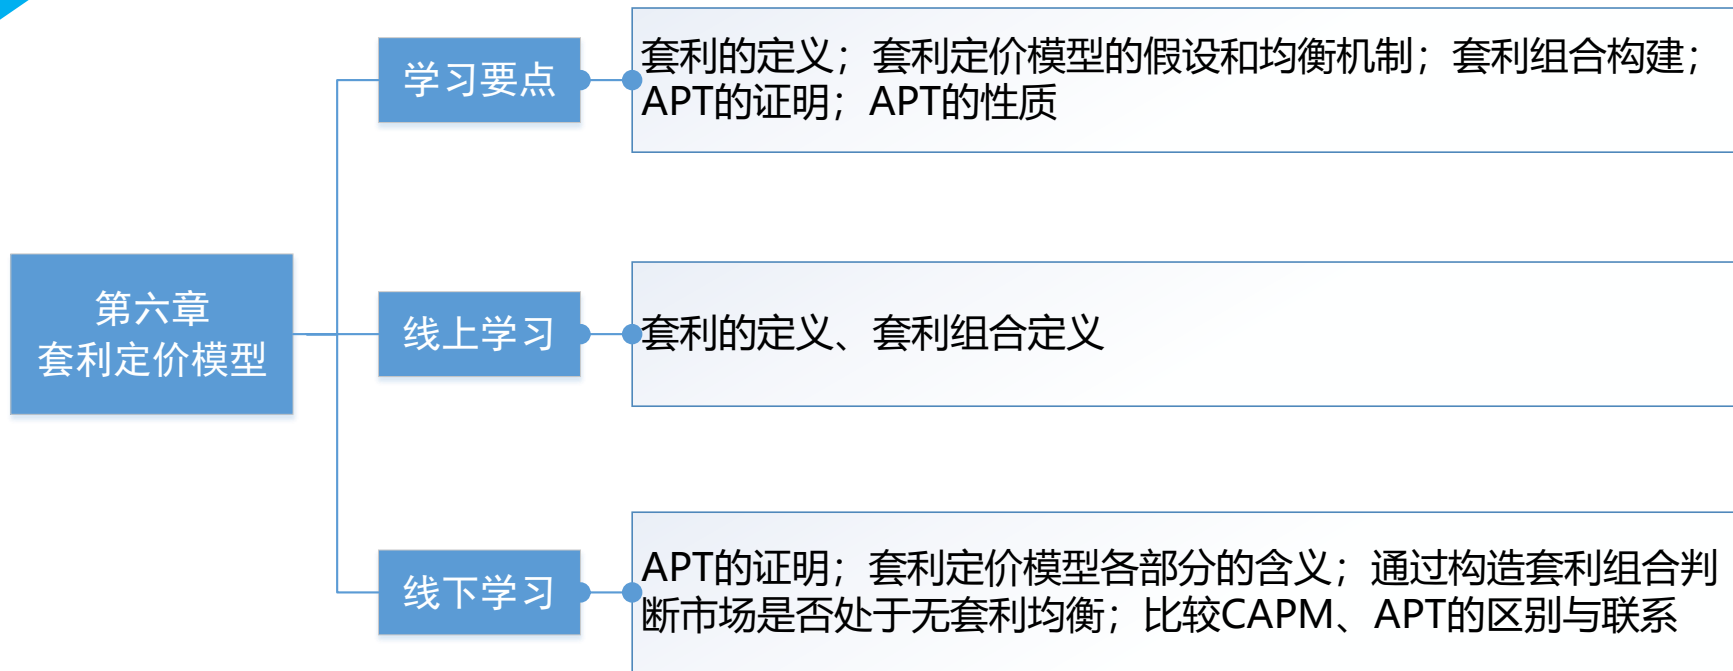 学习要点
套利的定义；套利定价模型的假设和均衡机制；套利组合构建；
APT的证明；APT的性质
第六章
套利定价模型
线上学习
套利的定义、套利组合定义
线下学习
APT的证明；套利定价模型各部分的含义；通过构造套利组合判
断市场是否处于无套利均衡；比较CAPM、APT的区别与联系